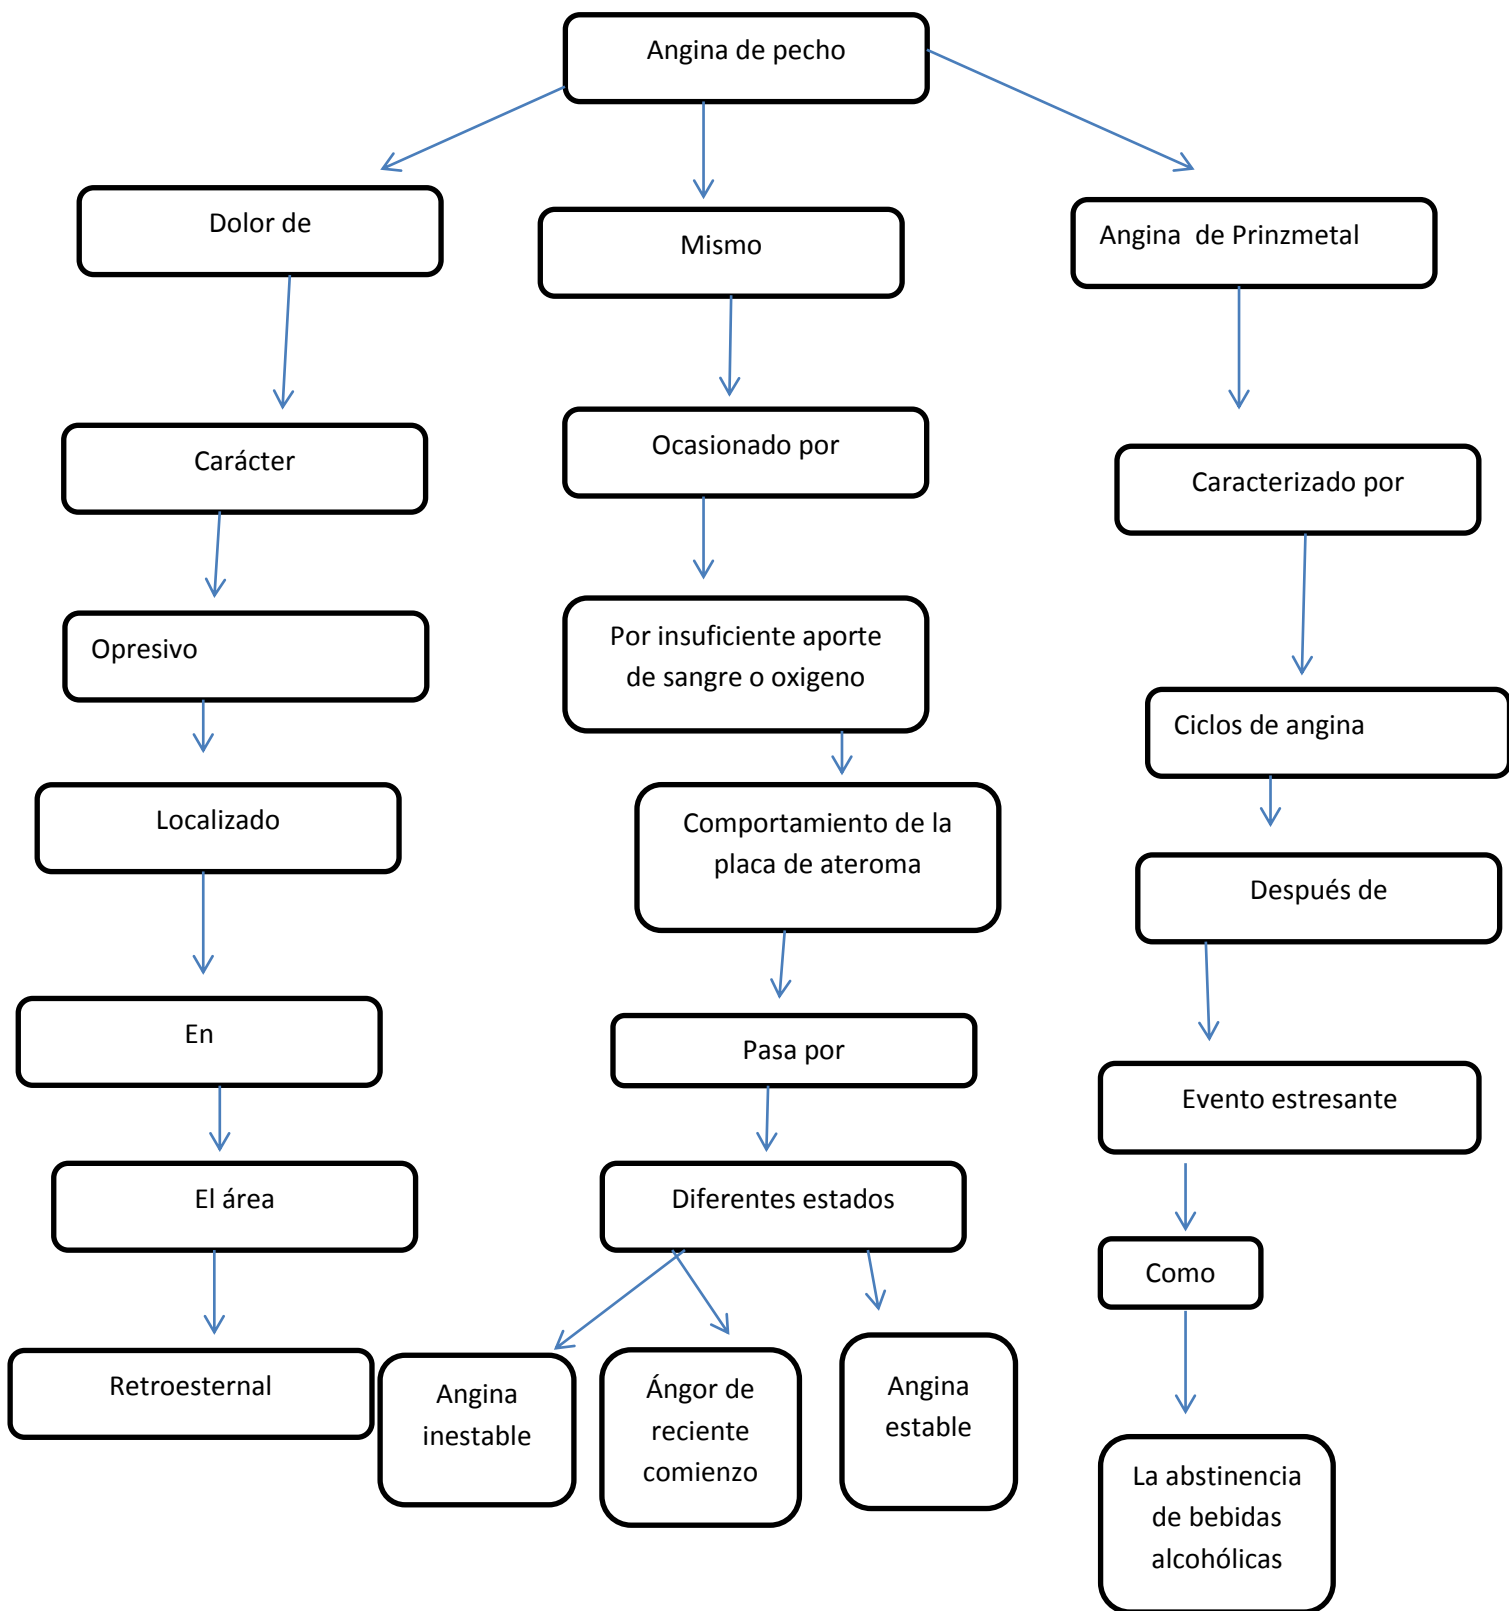 Angina de pecho
Dolor de
Carácter
Opresivo
Localizado
En
El área
Retroesternal
Mismo
Ocasionado por
Por insuficiente aporte
de sangre o oxigeno
Comportamiento de la
placa de ateroma
Pasa por
Diferentes estados
Angina
inestable
Ángor de
reciente
comienzo
Angina
estable
Angina  de Prinzmetal
Caracterizado por
Ciclos de angina
Después de
Evento estresante
Como
La abstinencia
de bebidas
alcohólicas